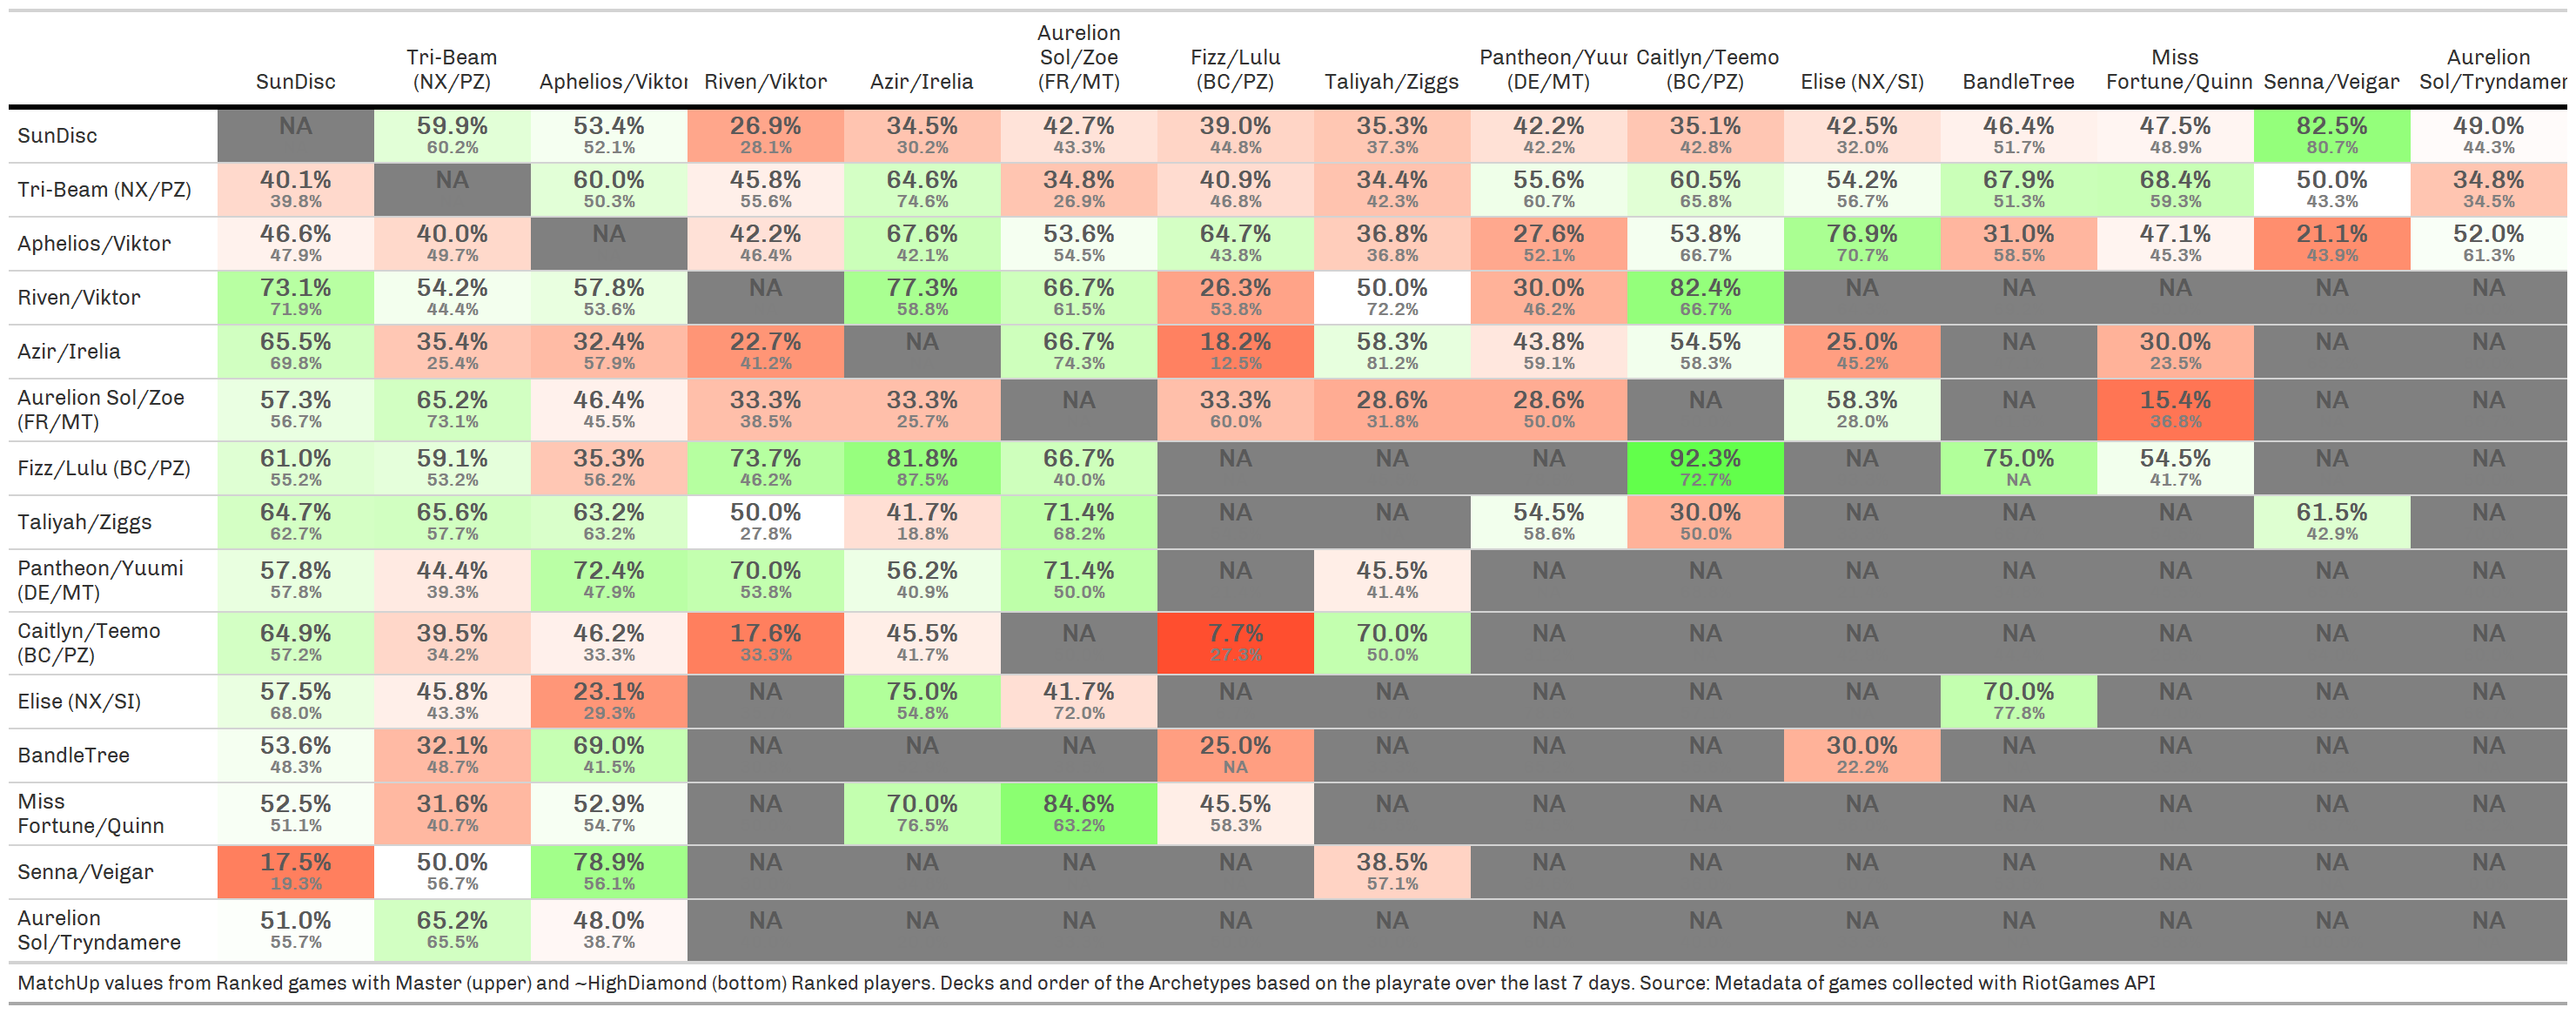 Aurelion
Tri-Beam Sol/Zoe Fizz/Lulu Pantheon/Yuur Caitlyn/Teemo Miss Aurelion
SunDisc (NX/PZ) Aphelios/Viktor Riven/Viktor Azir/Irelia (FR/MT) (BC/PZ) Taliyah/Ziggs (DE/MT) (BC/PZ) Elise (NX/SI) BandleTree Fortune/Quinn Senna/Veigar Sol/Tryndamer
SunDisc NA 59.9% 53.4% 26.9% 34.5% 42.7% 39.0% 35.3% 42.2% 35.1% 42.5% 46.4% 47.5% 82.5% 49.0%
60.2% 52.1% 28.1% 30.2% 43.3% 44.8% 37.3% 42.2% 42.8% 32.0% 51.7% 48.9% 80.7% 44.3%
Tri-Beam (NX/PZ) 40.1% NA 60.0% 45.8% 64.6% 34.8% 40.9% 34.4% 55.6% 60.5% 54.2% 67.9% 68.4% 50.0% 34.8%
39.8% 50.3% 55.6% 74.6% 26.9% 46.8% 42.3% 60.7% 65.8% 56.7% 51.3% 59.3% 43.3% 34.5%
Aphelios/Viktor 46.6% 40.0% NA 42.2% 67.6% 53.6% 64.7% 36.8% 27.6% 53.8% 76.9% 31.0% 47.1% 21.1% 52.0%
47.9% 49.7% 46.4% 42.1% 54.5% 43.8% 36.8% 52.1% 66.7% 70.7% 58.5% 45.3% 43.9% 61.3%
Riven/Viktor 73.1% 54.2% 57.8% NA 77.3% 66.7% 26.3% 50.0% 30.0% 82.4% NA NA NA NA NA
71.9% 44.4% 53.6% 58.8% 61.5% 53.8% 72.2% 46.2% 66.7%
Azir/Irelia 65.5% 35.4% 32.4% 22.7% NA 66.7% 18.2% 58.3% 43.8% 54.5% 25.0% NA 30.0% NA NA
69.8% 25.4% 57.9% 41.2% 74.3% 12.5% 81.2% 59.1% 58.3% 45.2% 23.5%
Aurelion Sol/Zoe 57.3% 65.2% 46.4% 33.3% 33.3% NA 33.3% 28.6% 28.6% NA 58.3% NA 15.4% NA NA
(FR/MT) 56.7% 73.1% 45.5% 38.5% 25.7% 60.0% 31.8% 50.0% 28.0% 36.8%
Fizz/Lulu (BC/PZ) 61.0% 59.1% 35.3% 73.7% 81.8% 66.7% NA NA NA 92.3% NA 75.0% 54.5% NA NA
55.2% 53.2% 56.2% 46.2% 87.5% 40.0% 72.7% NA 41.7%
Taliyah/Ziggs 64.7% 65.6% 63.2% 50.0% 41.7% 71.4% NA NA 54.5% 30.0% NA NA NA 61.5% NA
62.7% 57.7% 63.2% 27.8% 18.8% 68.2% 58.6% 50.0% 42.9%
Pantheon/Yuumi 57.8% 44.4% 72.4% 70.0% 56.2% 71.4% NA 45.5% NA NA NA NA NA NA NA
(DE/MT) 57.8% 39.3% 47.9% 53.8% 40.9% 50.0% 41.4%
Caitlyn/Teemo 64.9% 39.5% 46.2% 17.6% 45.5% NA 7.7% 70.0% NA NA NA NA NA NA NA
(BC/PZ) 57.2% 34.2% 33.3% 33.3% 41.7% 27.3% 50.0%
Elise (NX/SI) 57.5% 45.8% 23.1% NA 75.0% 41.7% NA NA NA NA NA 70.0% NA NA NA
68.0% 43.3% 29.3% 54.8% 72.0% 77.8%
BandleTree 53.6% 32.1% 69.0% NA NA NA 25.0% NA NA NA 30.0% NA NA NA NA
48.3% 48.7% 41.5% NA 22.2%
Miss 52.5% 31.6% 52.9% NA 70.0% 84.6% 45.5% NA NA NA NA NA NA NA NA
Fortune/Quinn 51.1% 40.7% 54.7% 76.5% 63.2% 58.3%
Senna/Veigar 17.5% 50.0% 78.9% NA NA NA NA 38.5% NA NA NA NA NA NA NA
19.3% 56.7% 56.1% 57.1%
Aurelion 51.0% 65.2% 48.0% NA NA NA NA NA NA NA NA NA NA NA NA
Sol/Tryndamere 55.7% 65.5% 38.7%
MatchUp values from Ranked games with Master (upper) and ~HighDiamond (bottom) Ranked players. Decks and order of the Archetypes based on the playrate over the last 7 days. Source: Metadata of games collected with RiotGames API